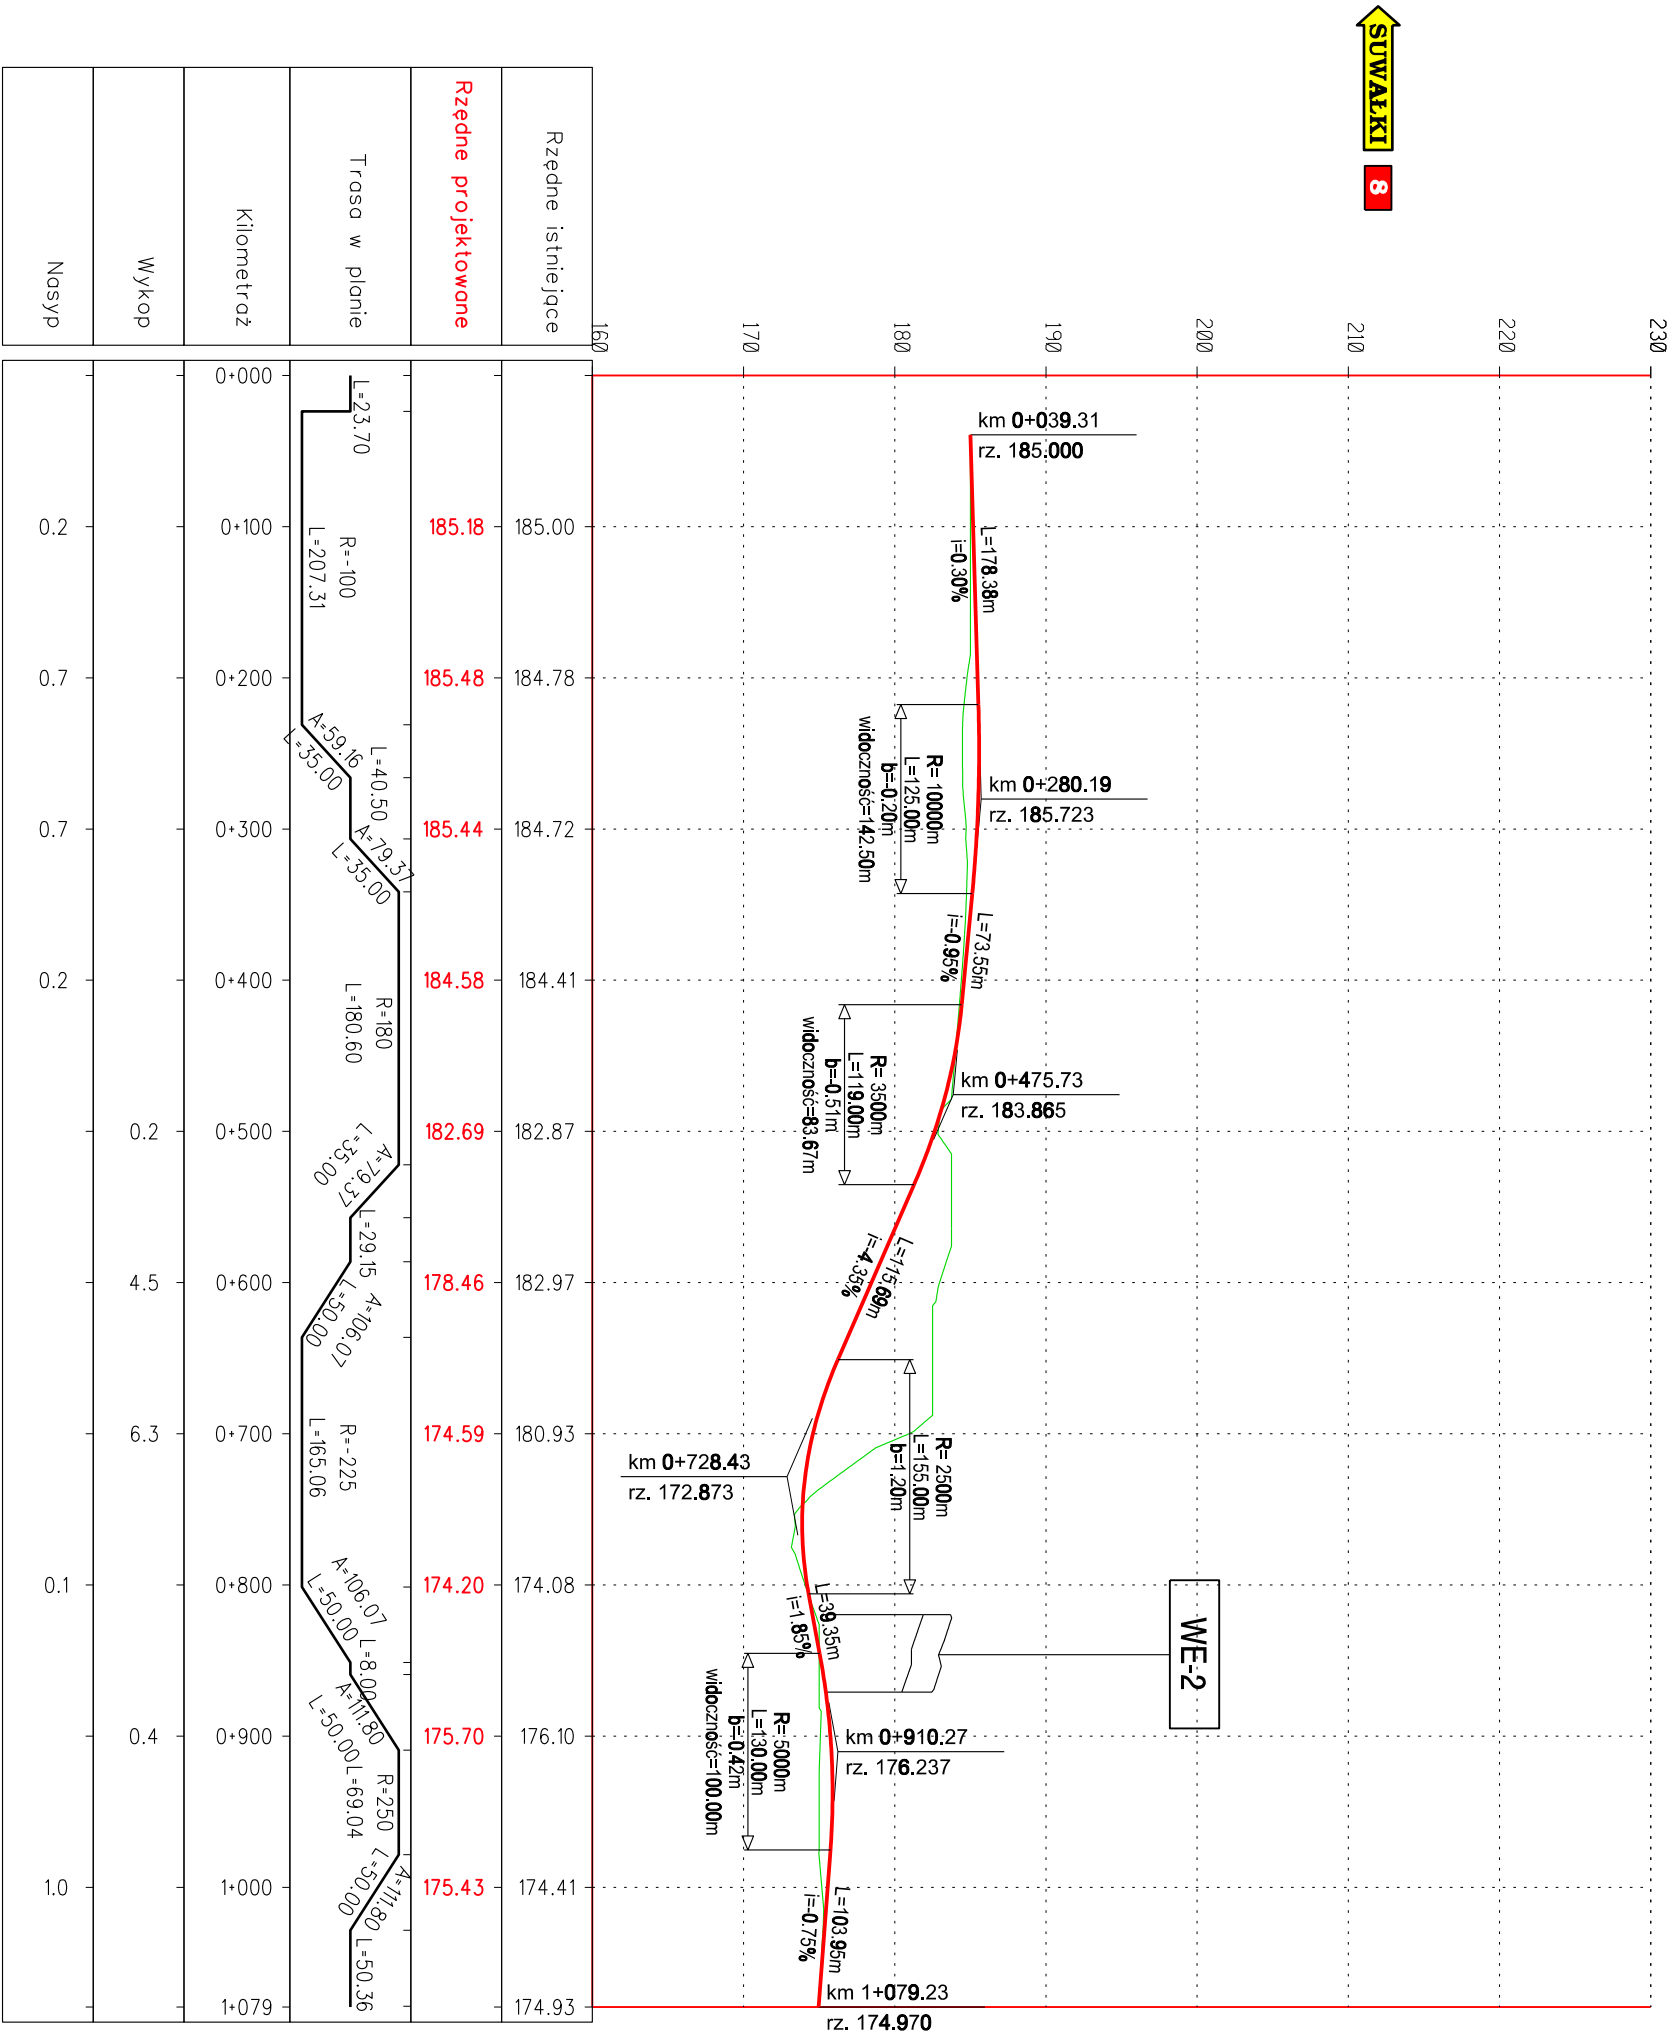 SUWAŁKI
8
230
220
210
200
190
180
170
160
Rzędne istniejące
Rzędne projektowane
Trasa w planie
Kilometraż
Wykop
Nasyp
km 0+039.31
rz. 185.000
L=178.38m
i=0.30%
R= 10000m
L=125.00m
b=-0.20m
widoczność=142.50m
km 0+280.19
rz. 185.723
L=73.55m
i=-0.95%
R= 3500m
L=119.00m
b=-0.51m
widoczność=83.67m
km 0+475.73
rz. 183.865
L=115.69m
i=-4.35%
R= 2500m
L=155.00m
b=1.20m
km 0+728.43
rz. 172.873
L=39.35m
i=1.85%
WE-2
R= 5000m
L=130.00m
b=-0.42m
widoczność=100.00m
km 0+910.27
rz. 176.237
L=103.95m
i=-0.75%
km 1+079.23
rz. 174.970
185.00
184.78
184.72
184.41
182.87
182.97
180.93
174.08
176.10
174.41
174.93
185.18
185.48
185.44
184.58
182.69
178.46
174.59
174.20
175.70
175.43
L=23.70
R=-100
L=207.31
A=59.16
L=35.00
L=40.50
A=79.37
L=35.00
R=180
L=180.60
A=79.37
L=35.00
L=29.15
A=106.07
L=50.00
R=-225
L=165.06
A=106.07
L=50.00
L=8.00
A=111.80
L=50.00
R=250
L=69.04
A=111.80
L=50.00
L=50.36
0+000
0+100
0+200
0+300
0+400
0+500
0+600
0+700
0+800
0+900
1+000
1+079
0.2
4.5
6.3
0.4
0.2
0.7
0.7
0.2
0.1
1.0